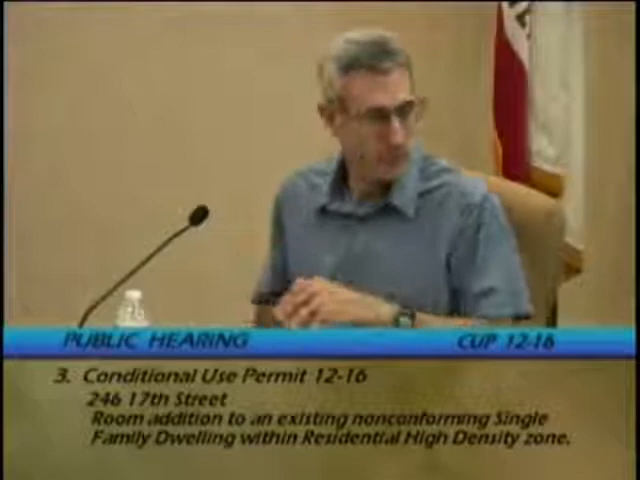 PUBLIC HEARING CUP 12-16
3. Conditional Use Permit 12-16
246 17th Street
Room addition to an existing nonconforming Single
Family Dwelling within Residential High Density zone.